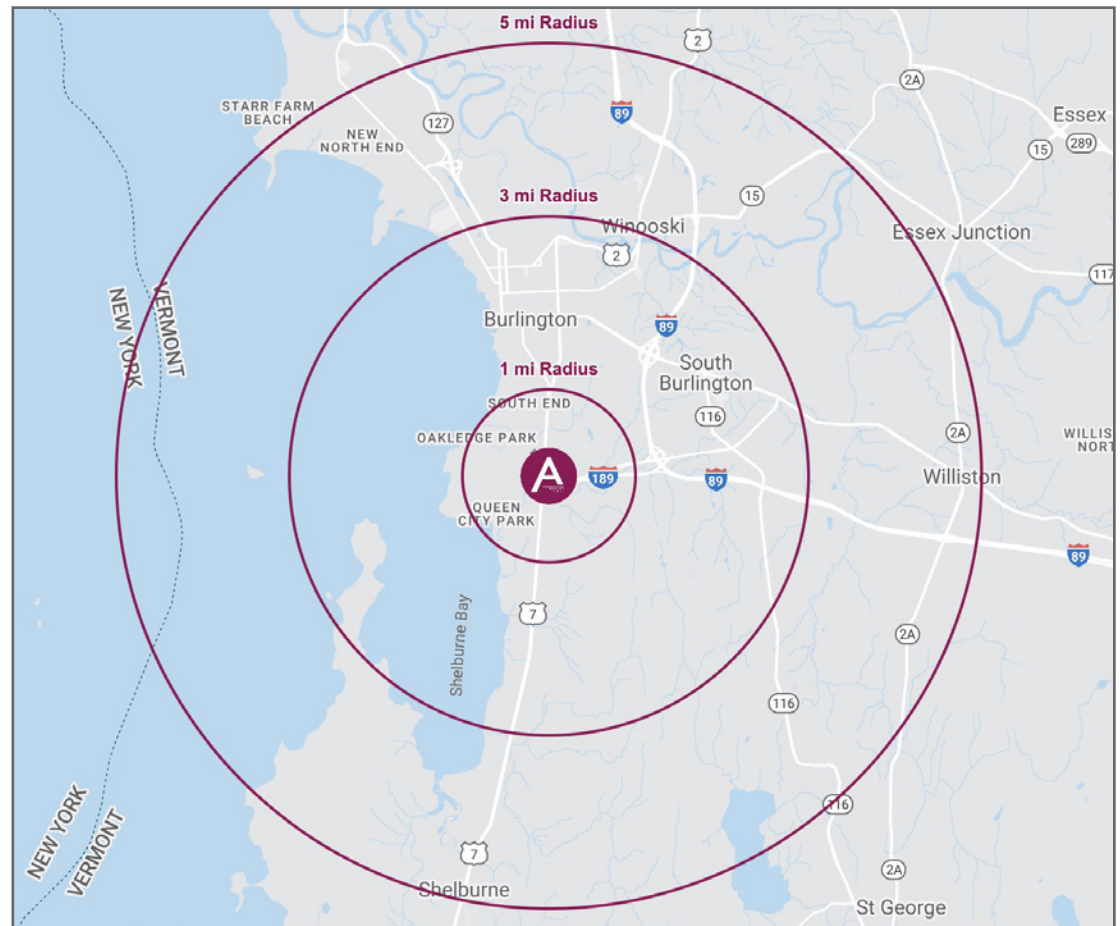 5 mi Radius
2
2A
STARR FARM
BEACH
89
127
Essex
NEW
NORTH END
289
15
15
3 mi Radius
Winooski
Essex Junction
2
117
NEW YORK
VERMONT
Burlington
89
South
Burlington
1 mi Radius
SOUTH END
116
OAKLEDGE PARK
2A
WILLIS
NORT
A
189
89
Williston
QUEEN
CITY PARK
89
7
Shelburne Bay
2A
116
NEW YORK
VERMONT
116
7
2A
Shelburne
St George